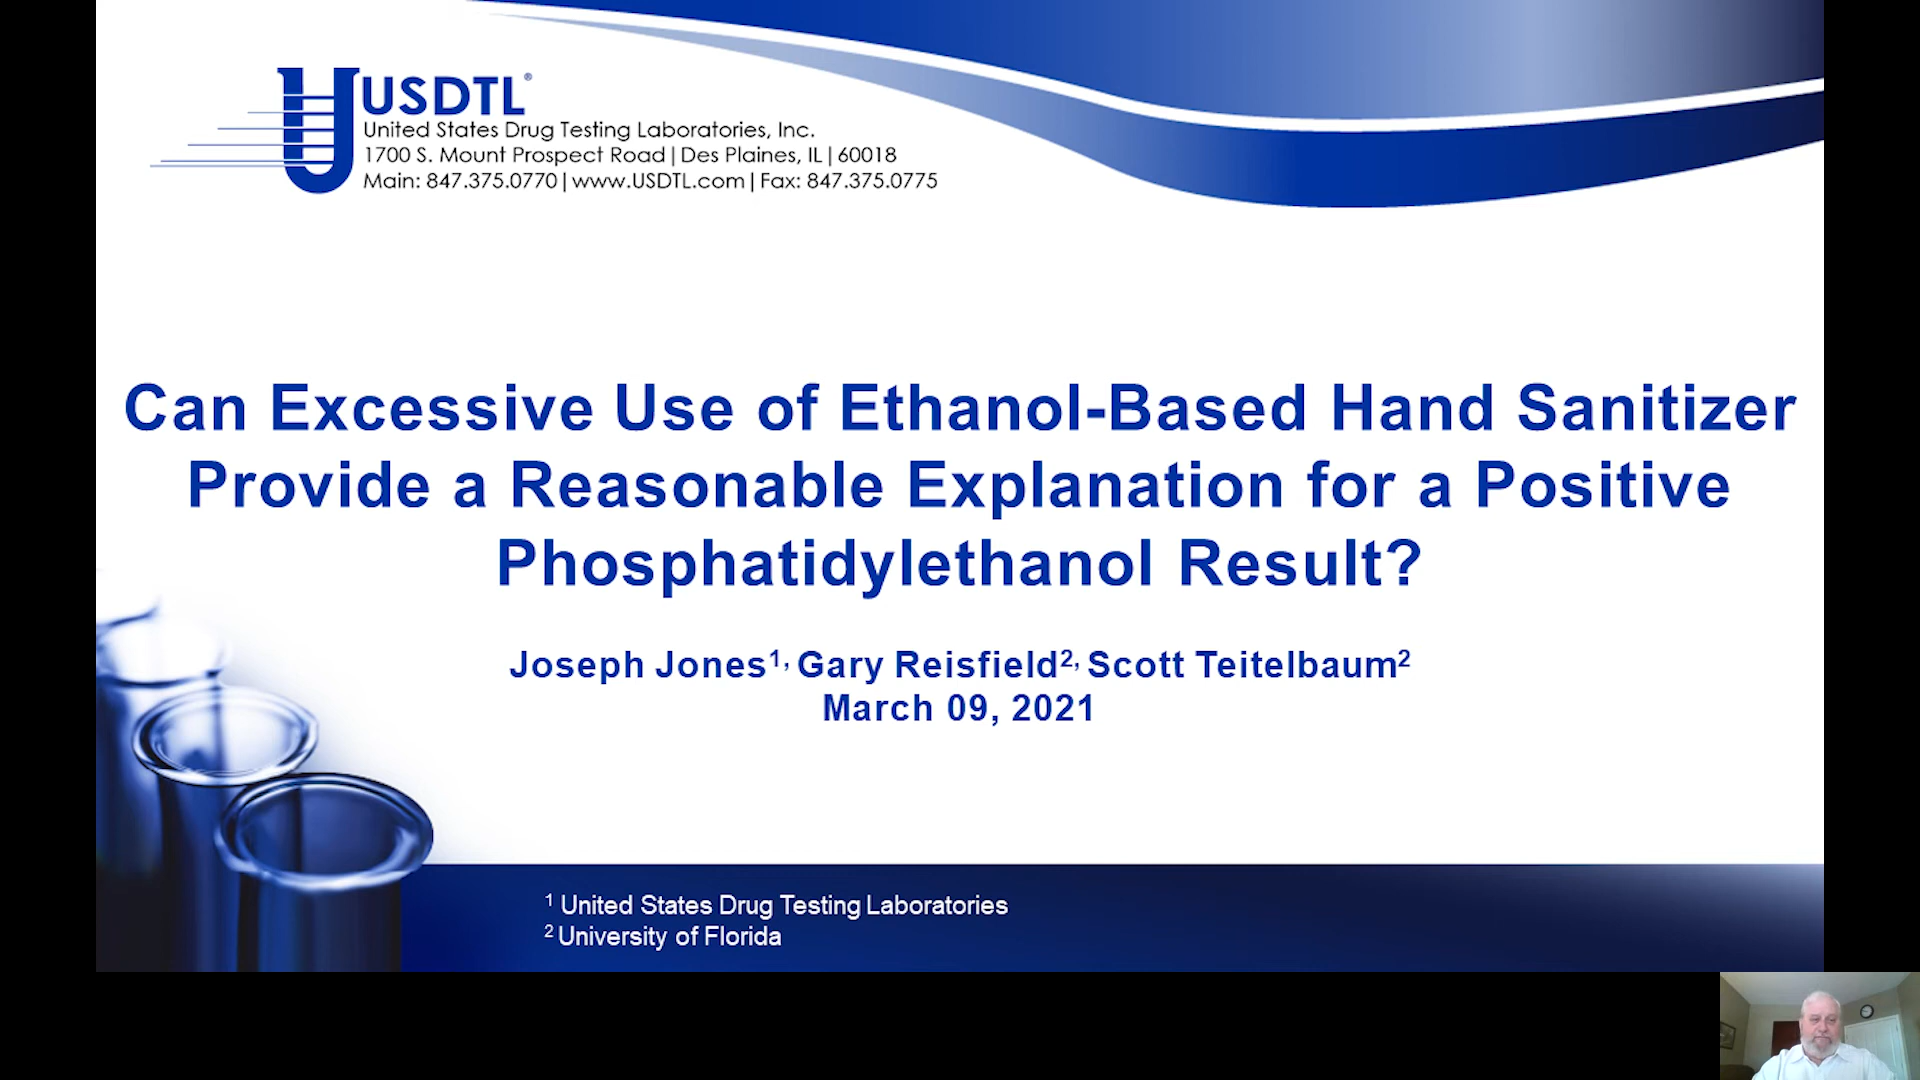 USDTL®
United States Drug Testing Laboratories, Inc.
1700 S. Mount Prospect Road|Des Plaines, IL|60018
Main: 847.375.0770|www.USDTL.com|Fax: 847.375.0775
Can Excessive Use of Ethanol-Based Hand Sanitizer
Provide a Reasonable Explanation for a Positive
Phosphatidylethanol Result?
Joseph Jones1, Gary Reisfield2, Scott Teitelbaum2
March 09, 2021
1 United States Drug Testing Laboratories
2 University of Florida